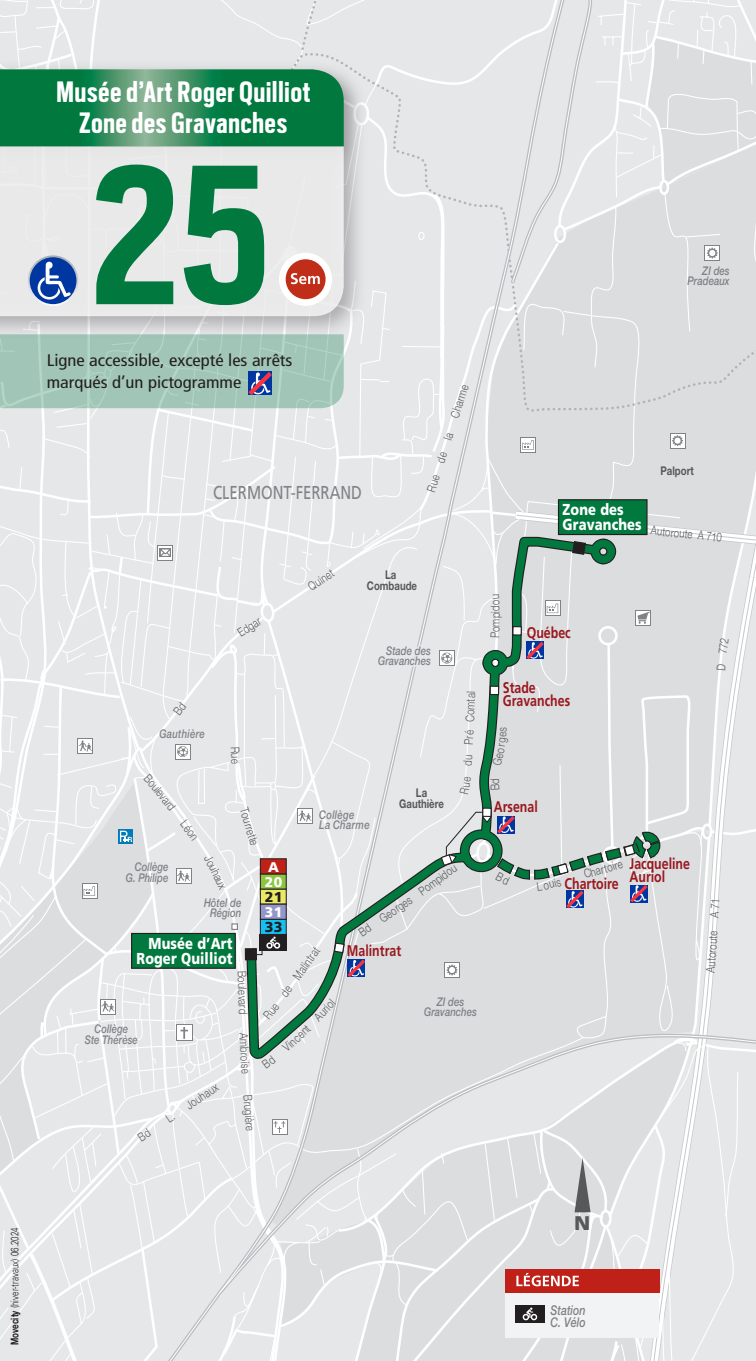 Musée d'Art Roger Quilliot
Zone des Gravanches
25
Sem
Ligne accessible, excepté les arrêts
marqués d'un pictogramme
ZI des
Pradeaux
Rue de la Charme
Palport
CLERMONT-FERRAND
Zone des
Gravanches
Autoroute A 710
La
Combaude
Bd Edgar Quinet
Pompidou
Québec
D 772
Stade des
Gravanches
Stade
Gravanches
Gauthière
Rue du Pré Comtal
Bd Georges
Rue Tourrette
Boulevard Léon Jouhaux
La
Gauthière
Arsenal
Collège
La Charme
P+R
Collège
G. Philipe
A
20
21
31
33
Bd Louis Chartoire
Chartoire
Jacqueline
Auriol
Hôtel de
Région
Bd Georges Pompidou
Musée d'Art
Roger Quilliot
Malintrat
Autoroute A 71
Rue de Malintrat
ZI des
Gravanches
Boulevard Ambroise Brugière
Bd Vincent Auriol
Collège
Ste Thérèse
Bd L. Jouhaux
N
LÉGENDE
Station
C. Vélo
Movecity (hiver-travaux) 06.2024